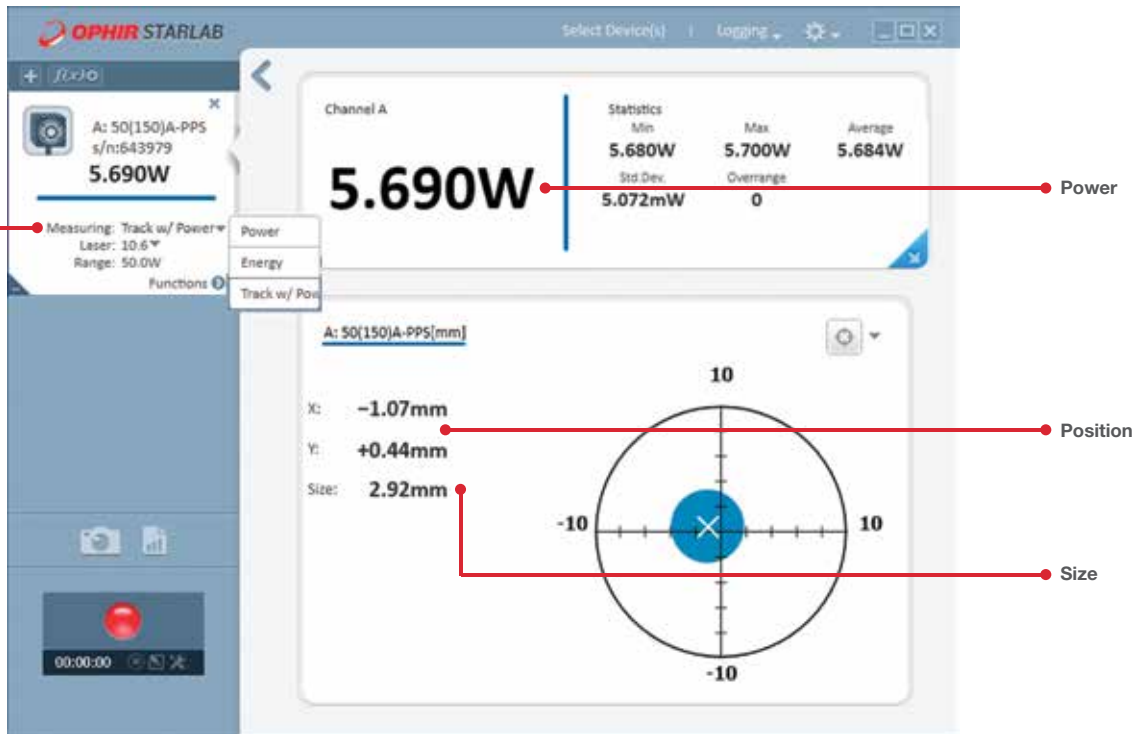 OPHIR STARLAB
Select Device(s) | Logging
+ f(x)
A: 50(150)A-PPS
s/n:643979
5.690W
Measuring: Track w/ Power
Laser: 10.6
Range: 50.0W
Functions
Power
Energy
Track w/ Pow
Channel A
5.690W
Statistics
Min Max Average
5.680W 5.700W 5.684W
Std.Dev. Overrange
5.072mW 0
Power
A: 50(150)A-PPS[mm]
X: −1.07mm
Y: +0.44mm
Size: 2.92mm
10
-10
10
-10
Position
Size
00:00:00